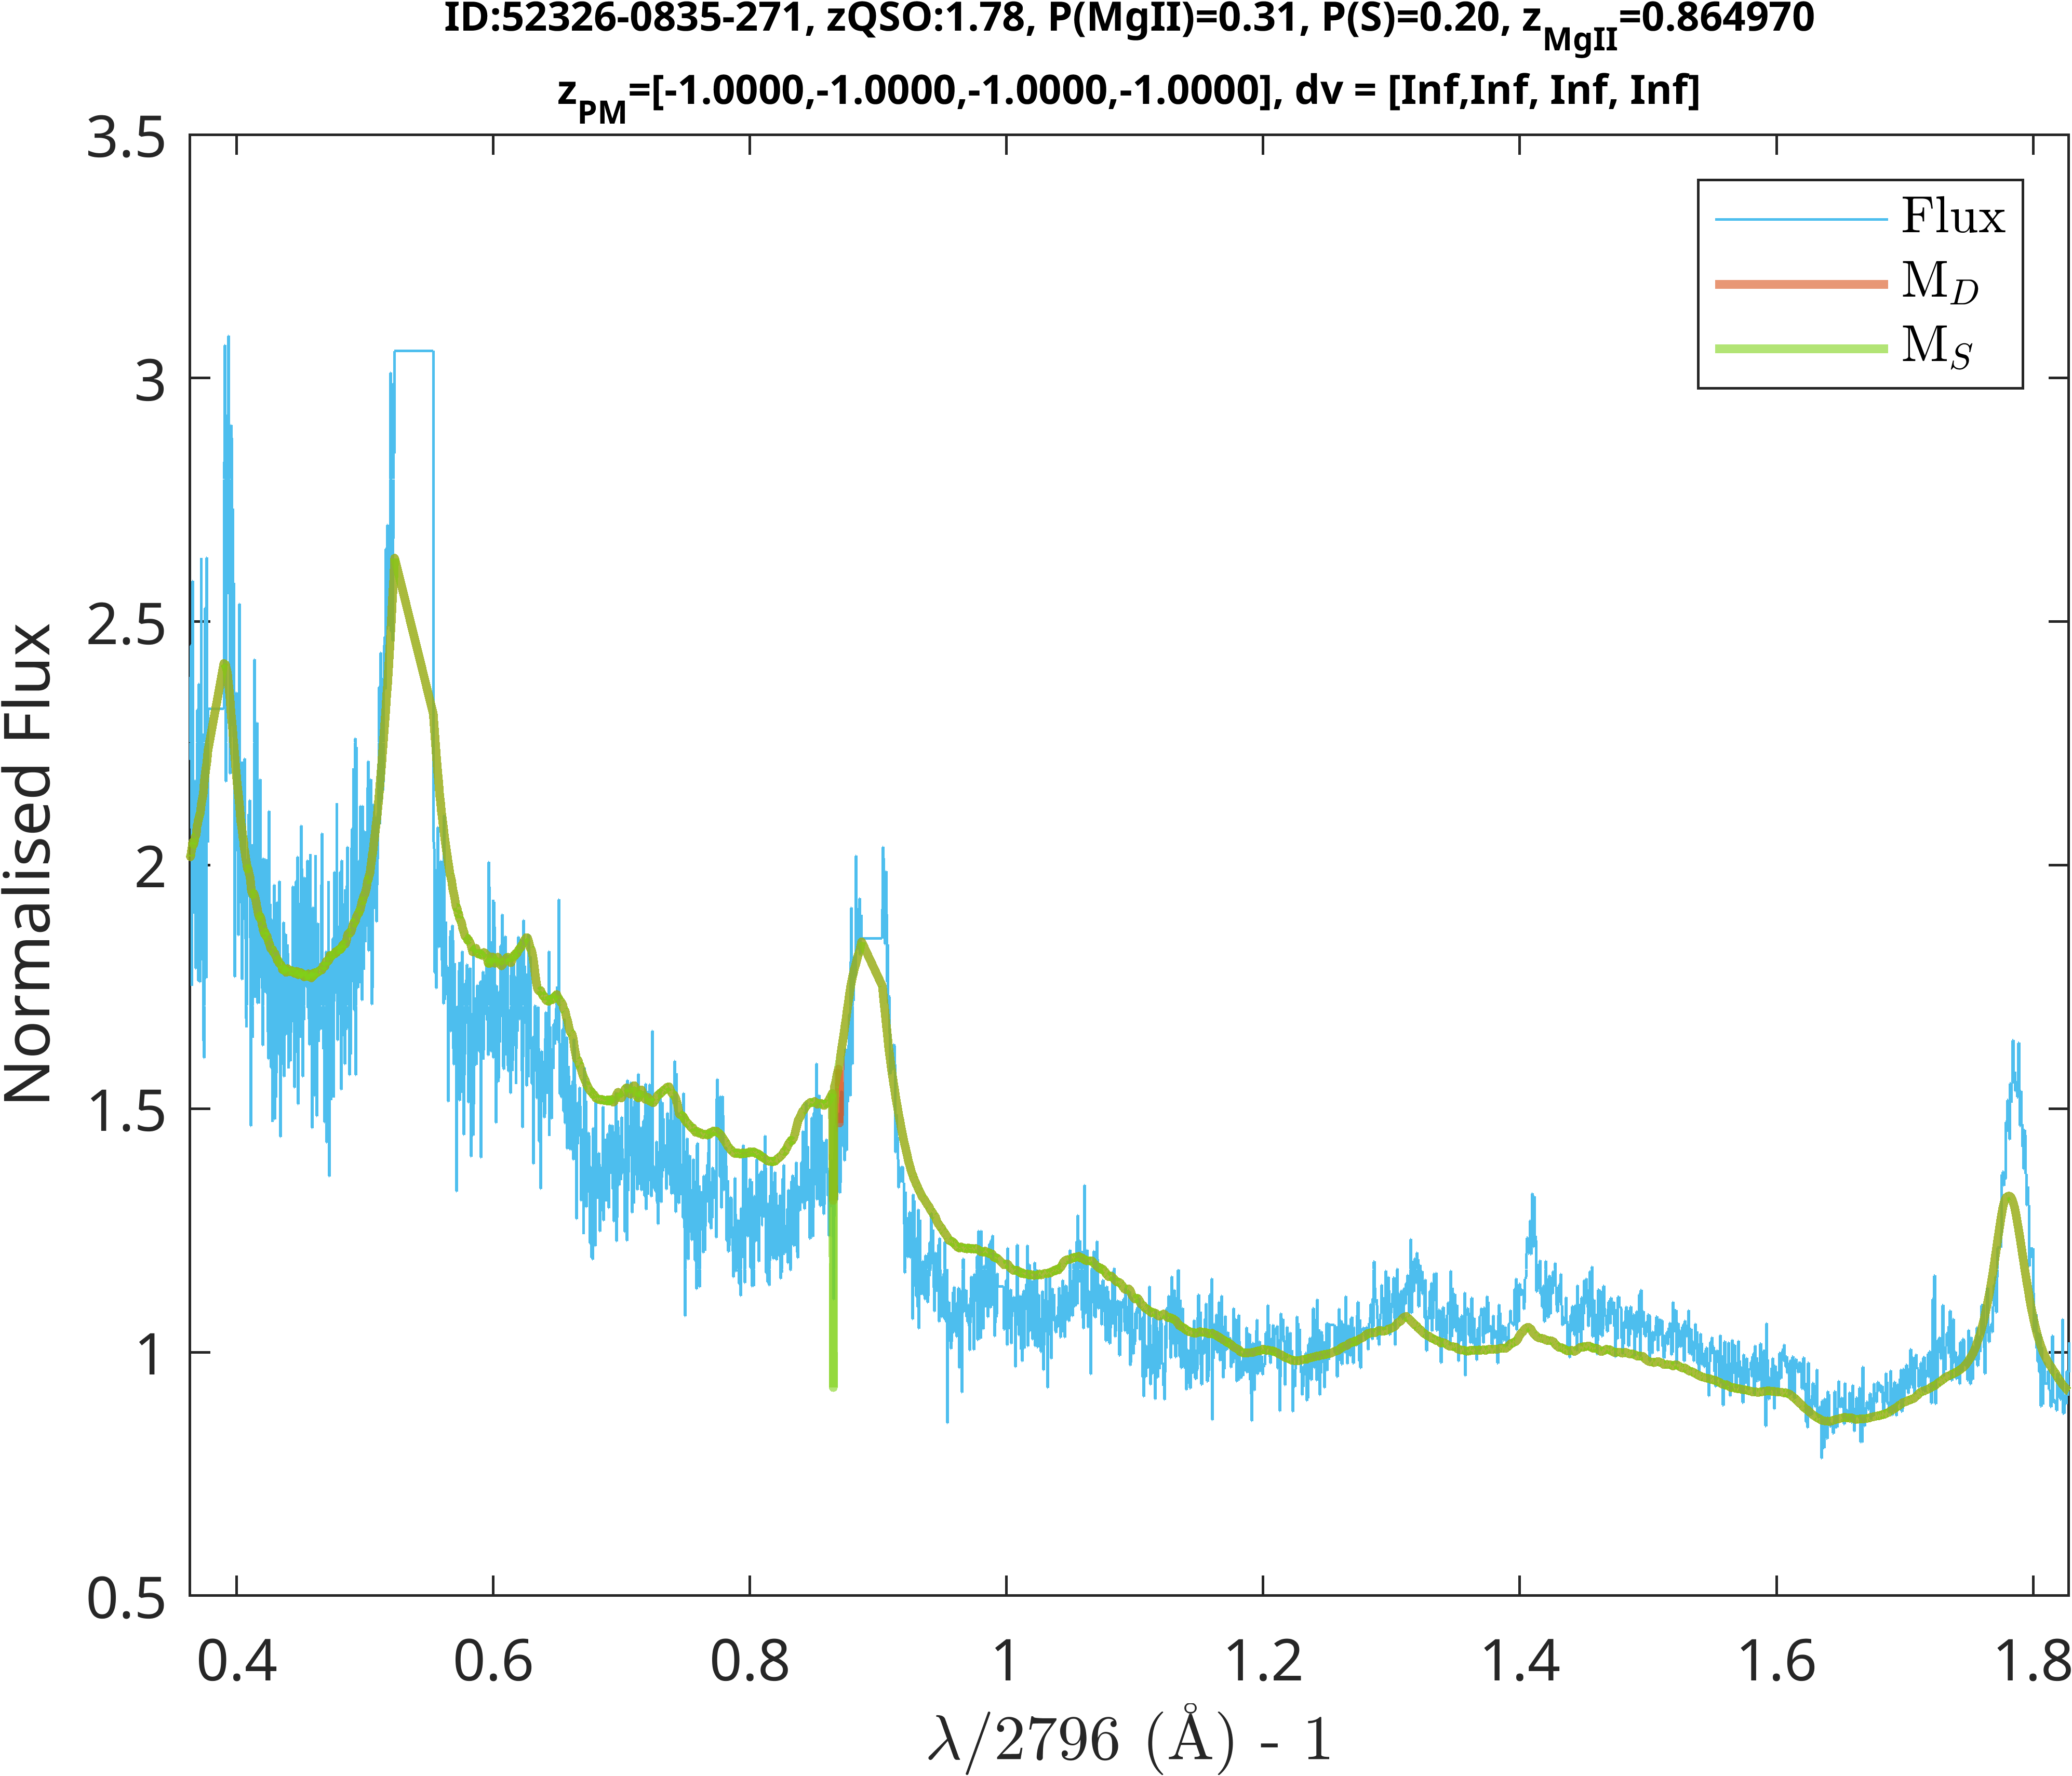 ID:52326-0835-271, zQSO:1.78, P(MgII)=0.31, P(S)=0.20, zMgII=0.864970
zPM=[-1.0000,-1.0000,-1.0000,-1.0000], dv = [Inf,Inf, Inf, Inf]
3.5
3
2.5
2
1.5
1
0.5
Normalised Flux
Flux
MD
MS
0.4 0.6 0.8 1 1.2 1.4 1.6 1.8
λ/2796 (Å) - 1